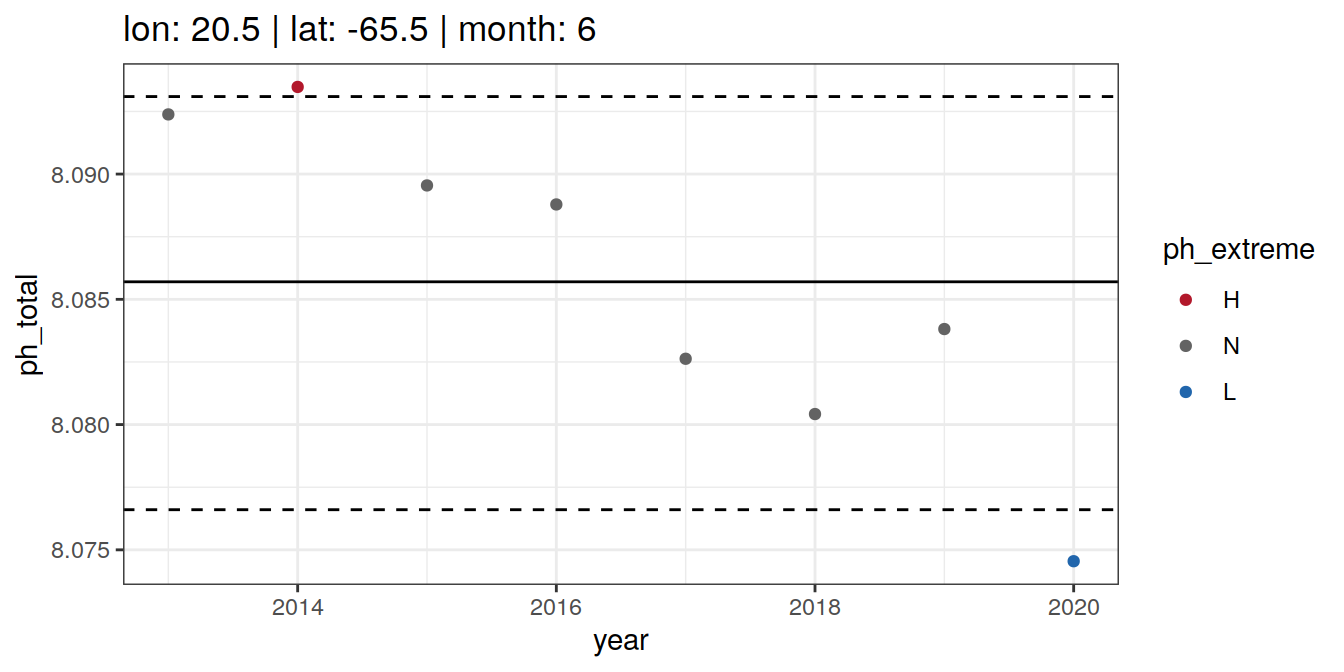 lon: 20.5 | lat: -65.5 | month: 6
ph_total
8.090
8.085
8.080
8.075
2014
2016
2018
2020
year
ph_extreme
H
N
L